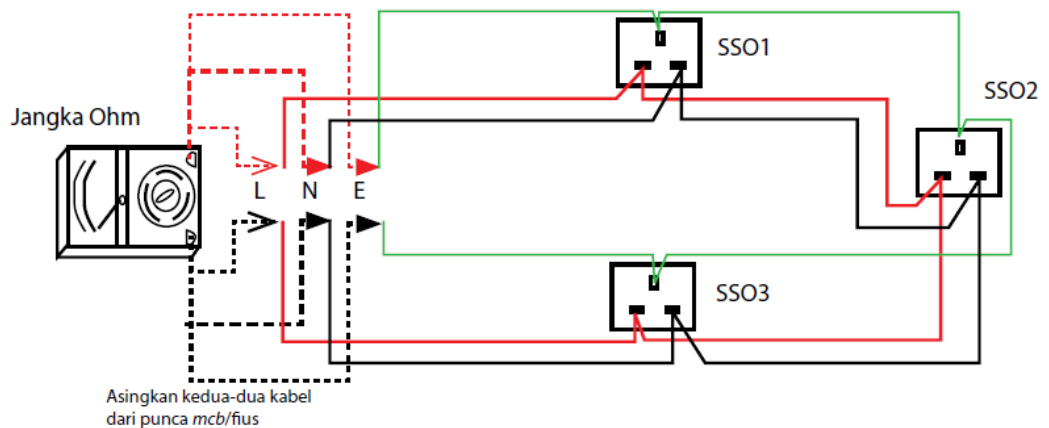 SSO1
SSO2
Jangka Ohm
L N E
SSO3
Asingkan kedua-dua kabel
dari punca mcb/fius